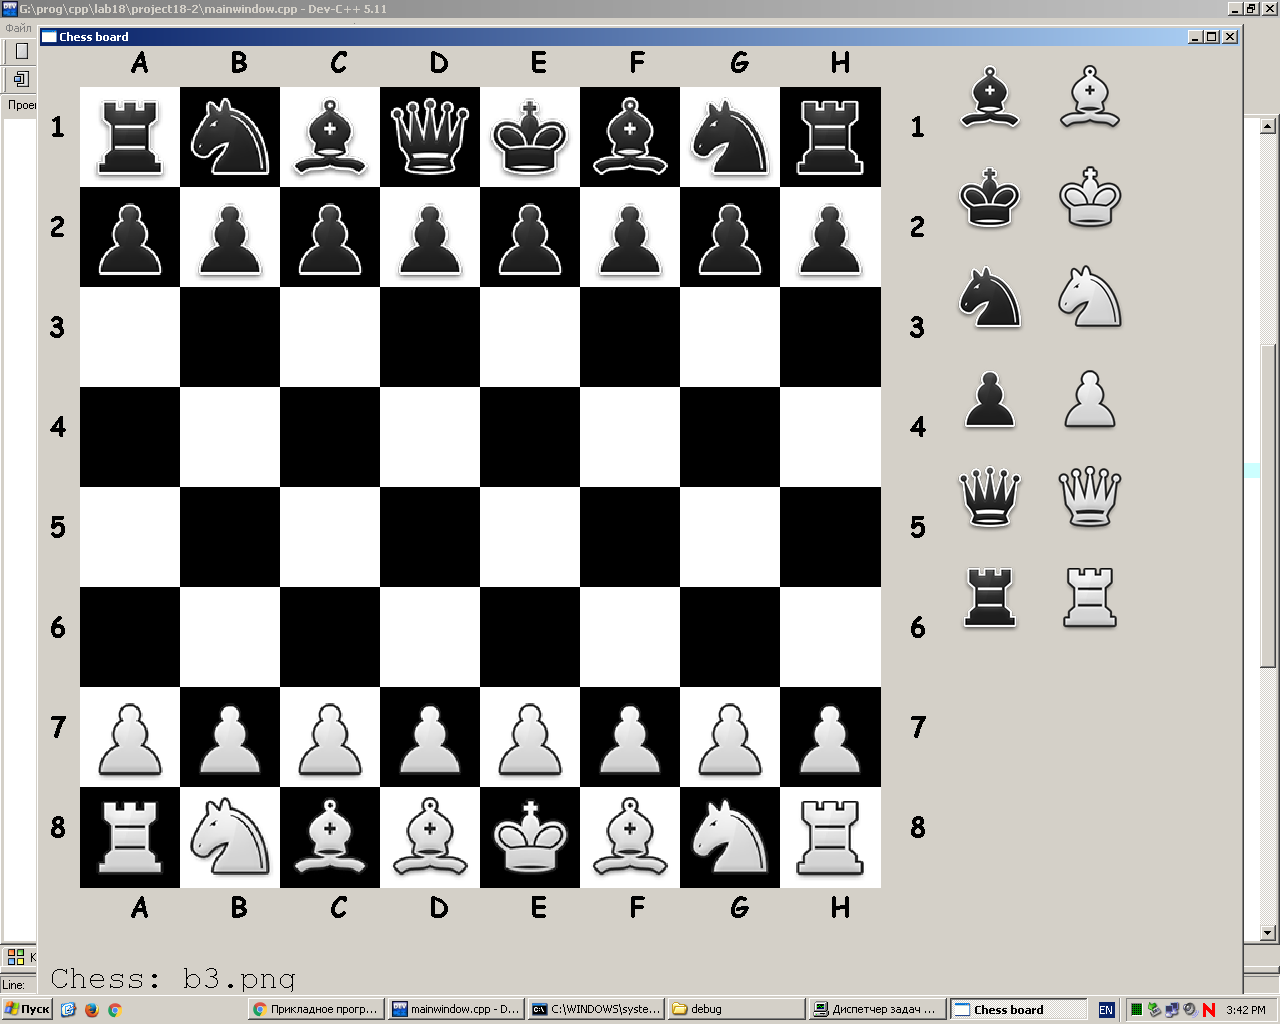 G:\prog\cpp\lab18\project18-2\mainwindow.cpp - Dev-C++ 5.11
Файл
Chess board
A B C D E F G H
1 1
2 2
3 3
4 4
5 5
6 6
7 7
8 8
A B C D E F G H
Chess: b3.png
Line:
Пуск
Прикладное прогр...
mainwindow.cpp - D...
C:\WINDOWS\syste...
debug
Диспетчер задач ...
Chess board
EN
3:42 PM